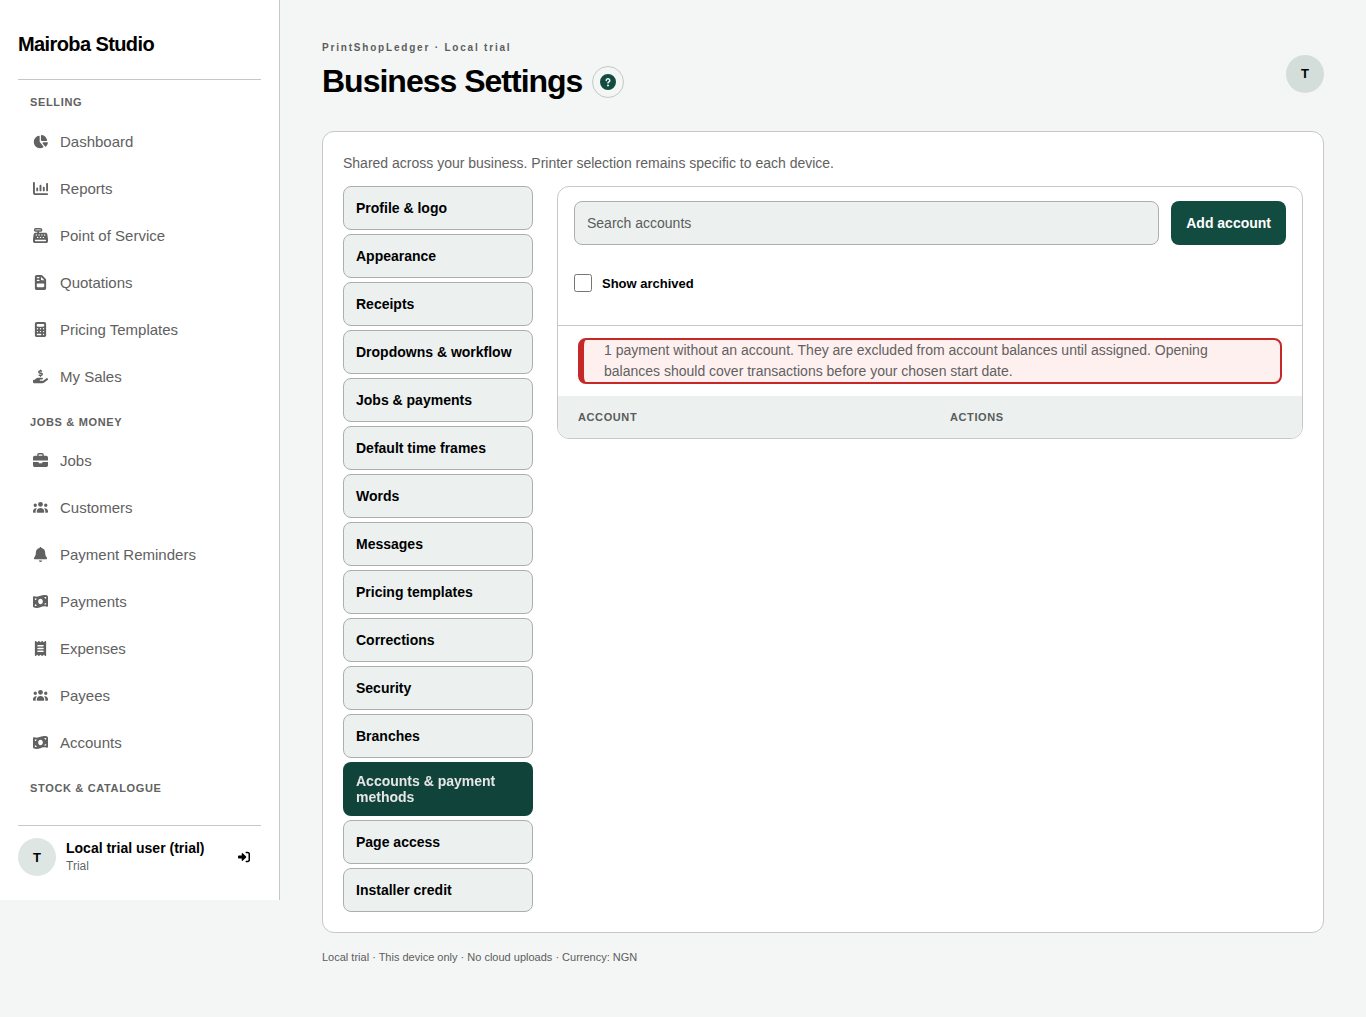 Mairoba Studio
SELLING
Dashboard
Reports
Point of Service
Quotations
Pricing Templates
My Sales
JOBS & MONEY
Jobs
Customers
Payment Reminders
Payments
Expenses
Payees
Accounts
STOCK & CATALOGUE
T
Local trial user (trial)
Trial
PrintShopLedger · Local trial
Business Settings
?
T
Shared across your business. Printer selection remains specific to each device.
Profile & logo
Appearance
Receipts
Dropdowns & workflow
Jobs & payments
Default time frames
Words
Messages
Pricing templates
Corrections
Security
Branches
Accounts & payment
methods
Page access
Installer credit
Search accounts
Add account
Show archived
1 payment without an account. They are excluded from account balances until assigned. Opening
balances should cover transactions before your chosen start date.
ACCOUNT
ACTIONS
Local trial · This device only · No cloud uploads · Currency: NGN